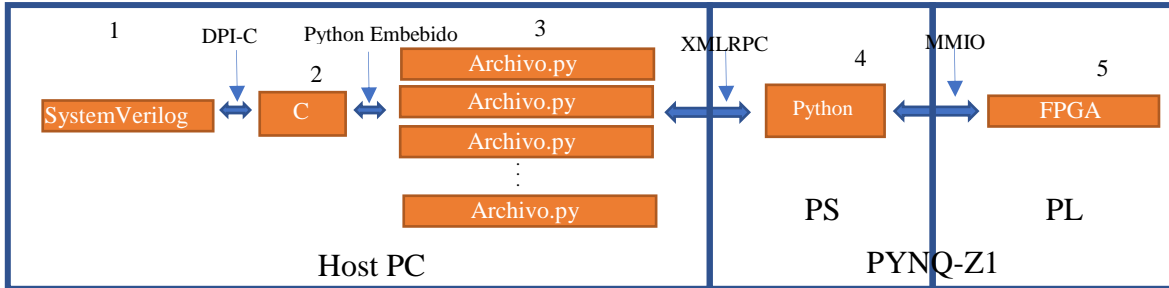 1
DPI-C
Python Embebido
3
XMLRPC
MMIO
2
4
5
SystemVerilog
C
Archivo.py
Archivo.py
Archivo.py
⋮
Archivo.py
Python
FPGA
PS
PL
Host PC
PYNQ-Z1